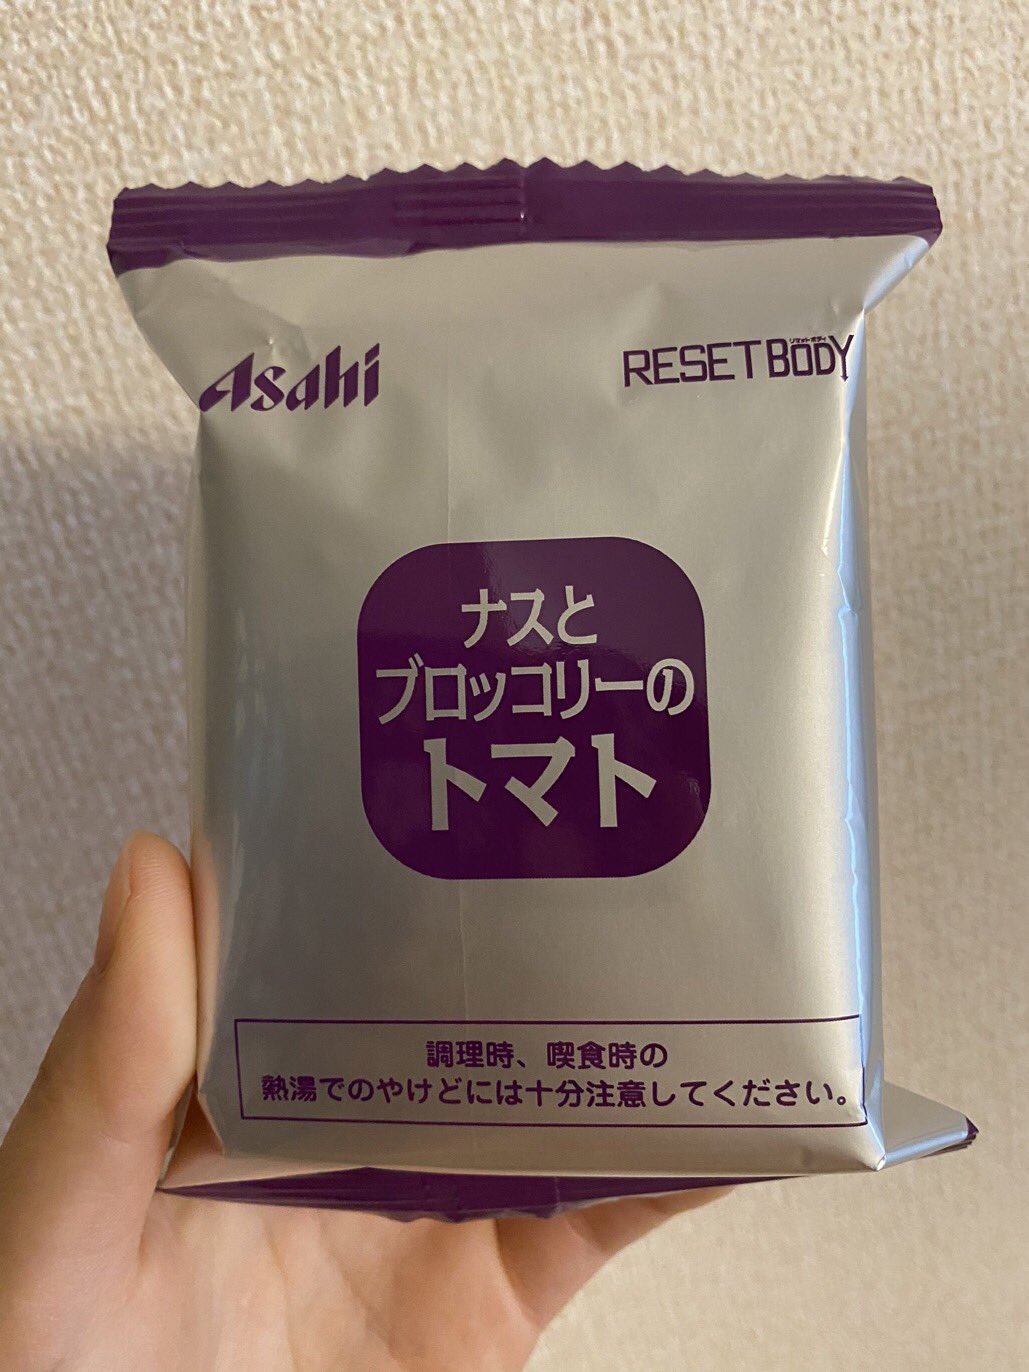 Asahi
RESET BODY
リセットボディ
ナスと
ブロッコリーの
トマト
調理時、喫食時の
熱湯でのやけどには十分注意してください。